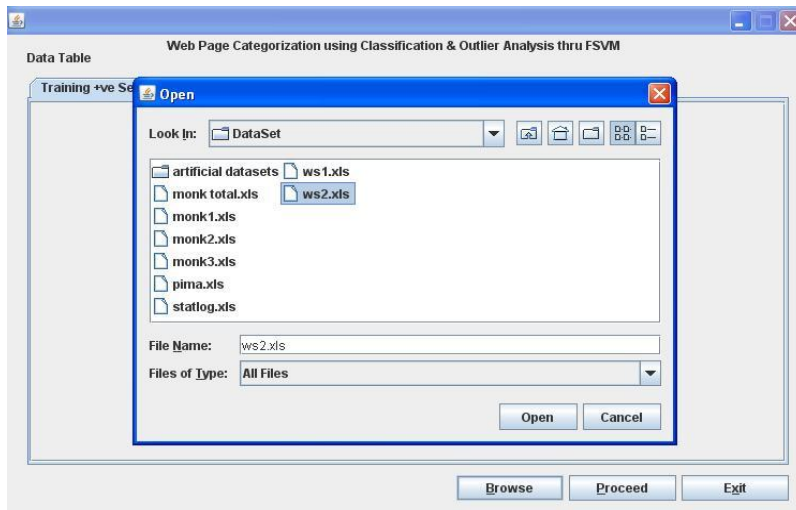 Web Page Categorization using Classification & Outlier Analysis thru FSVM
Data Table
Training +ve Se
Open
Look In: DataSet
artificial datasets ws1.xls
monk total.xls ws2.xls
monk1.xls
monk2.xls
monk3.xls
pima.xls
statlog.xls
File Name: ws2.xls
Files of Type: All Files
Open Cancel
Browse Proceed Exit